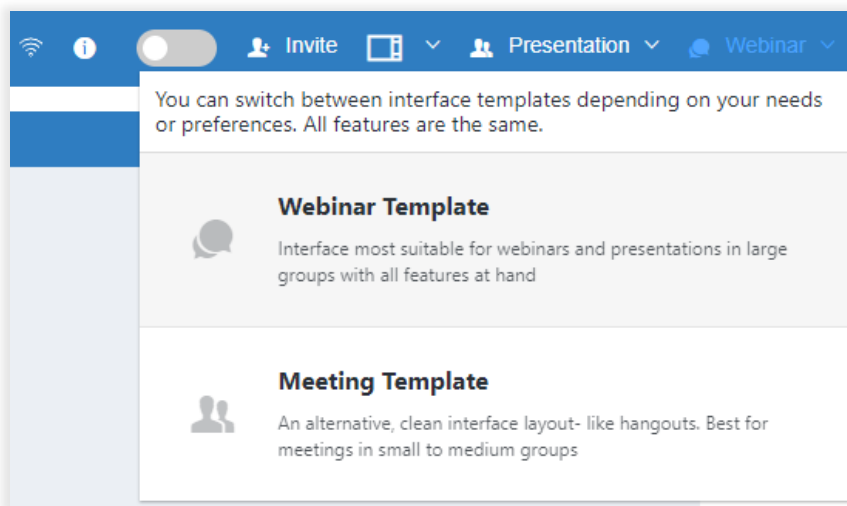 Invite Presentation Webinar
You can switch between interface templates depending on your needs
or preferences. All features are the same.
Webinar Template
Interface most suitable for webinars and presentations in large
groups with all features at hand
Meeting Template
An alternative, clean interface layout- like hangouts. Best for
meetings in small to medium groups